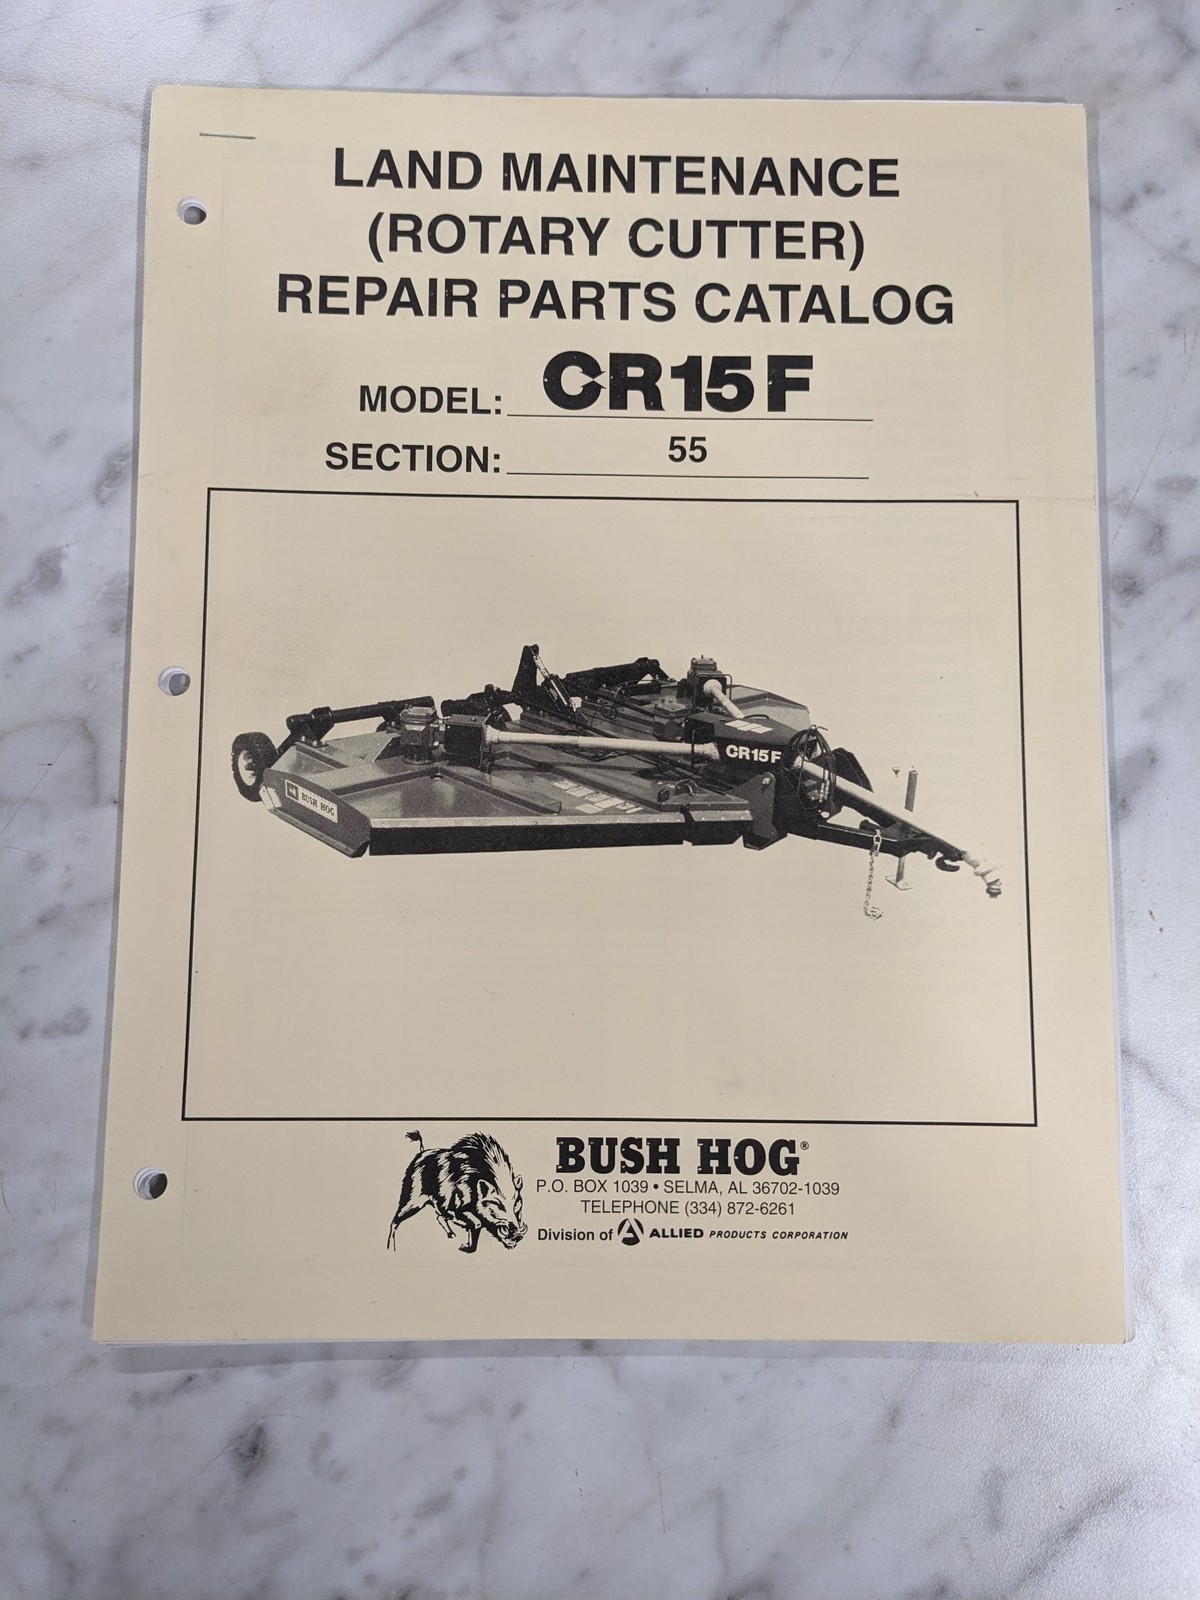 LAND MAINTENANCE
(ROTARY CUTTER)
REPAIR PARTS CATALOG
MODEL: CR15F
SECTION: 55
CR15F
BUSH HOG
BUSH HOG®
P.O. BOX 1039 • SELMA, AL 36702-1039
TELEPHONE (334) 872-6261
Division of ALLIED PRODUCTS CORPORATION